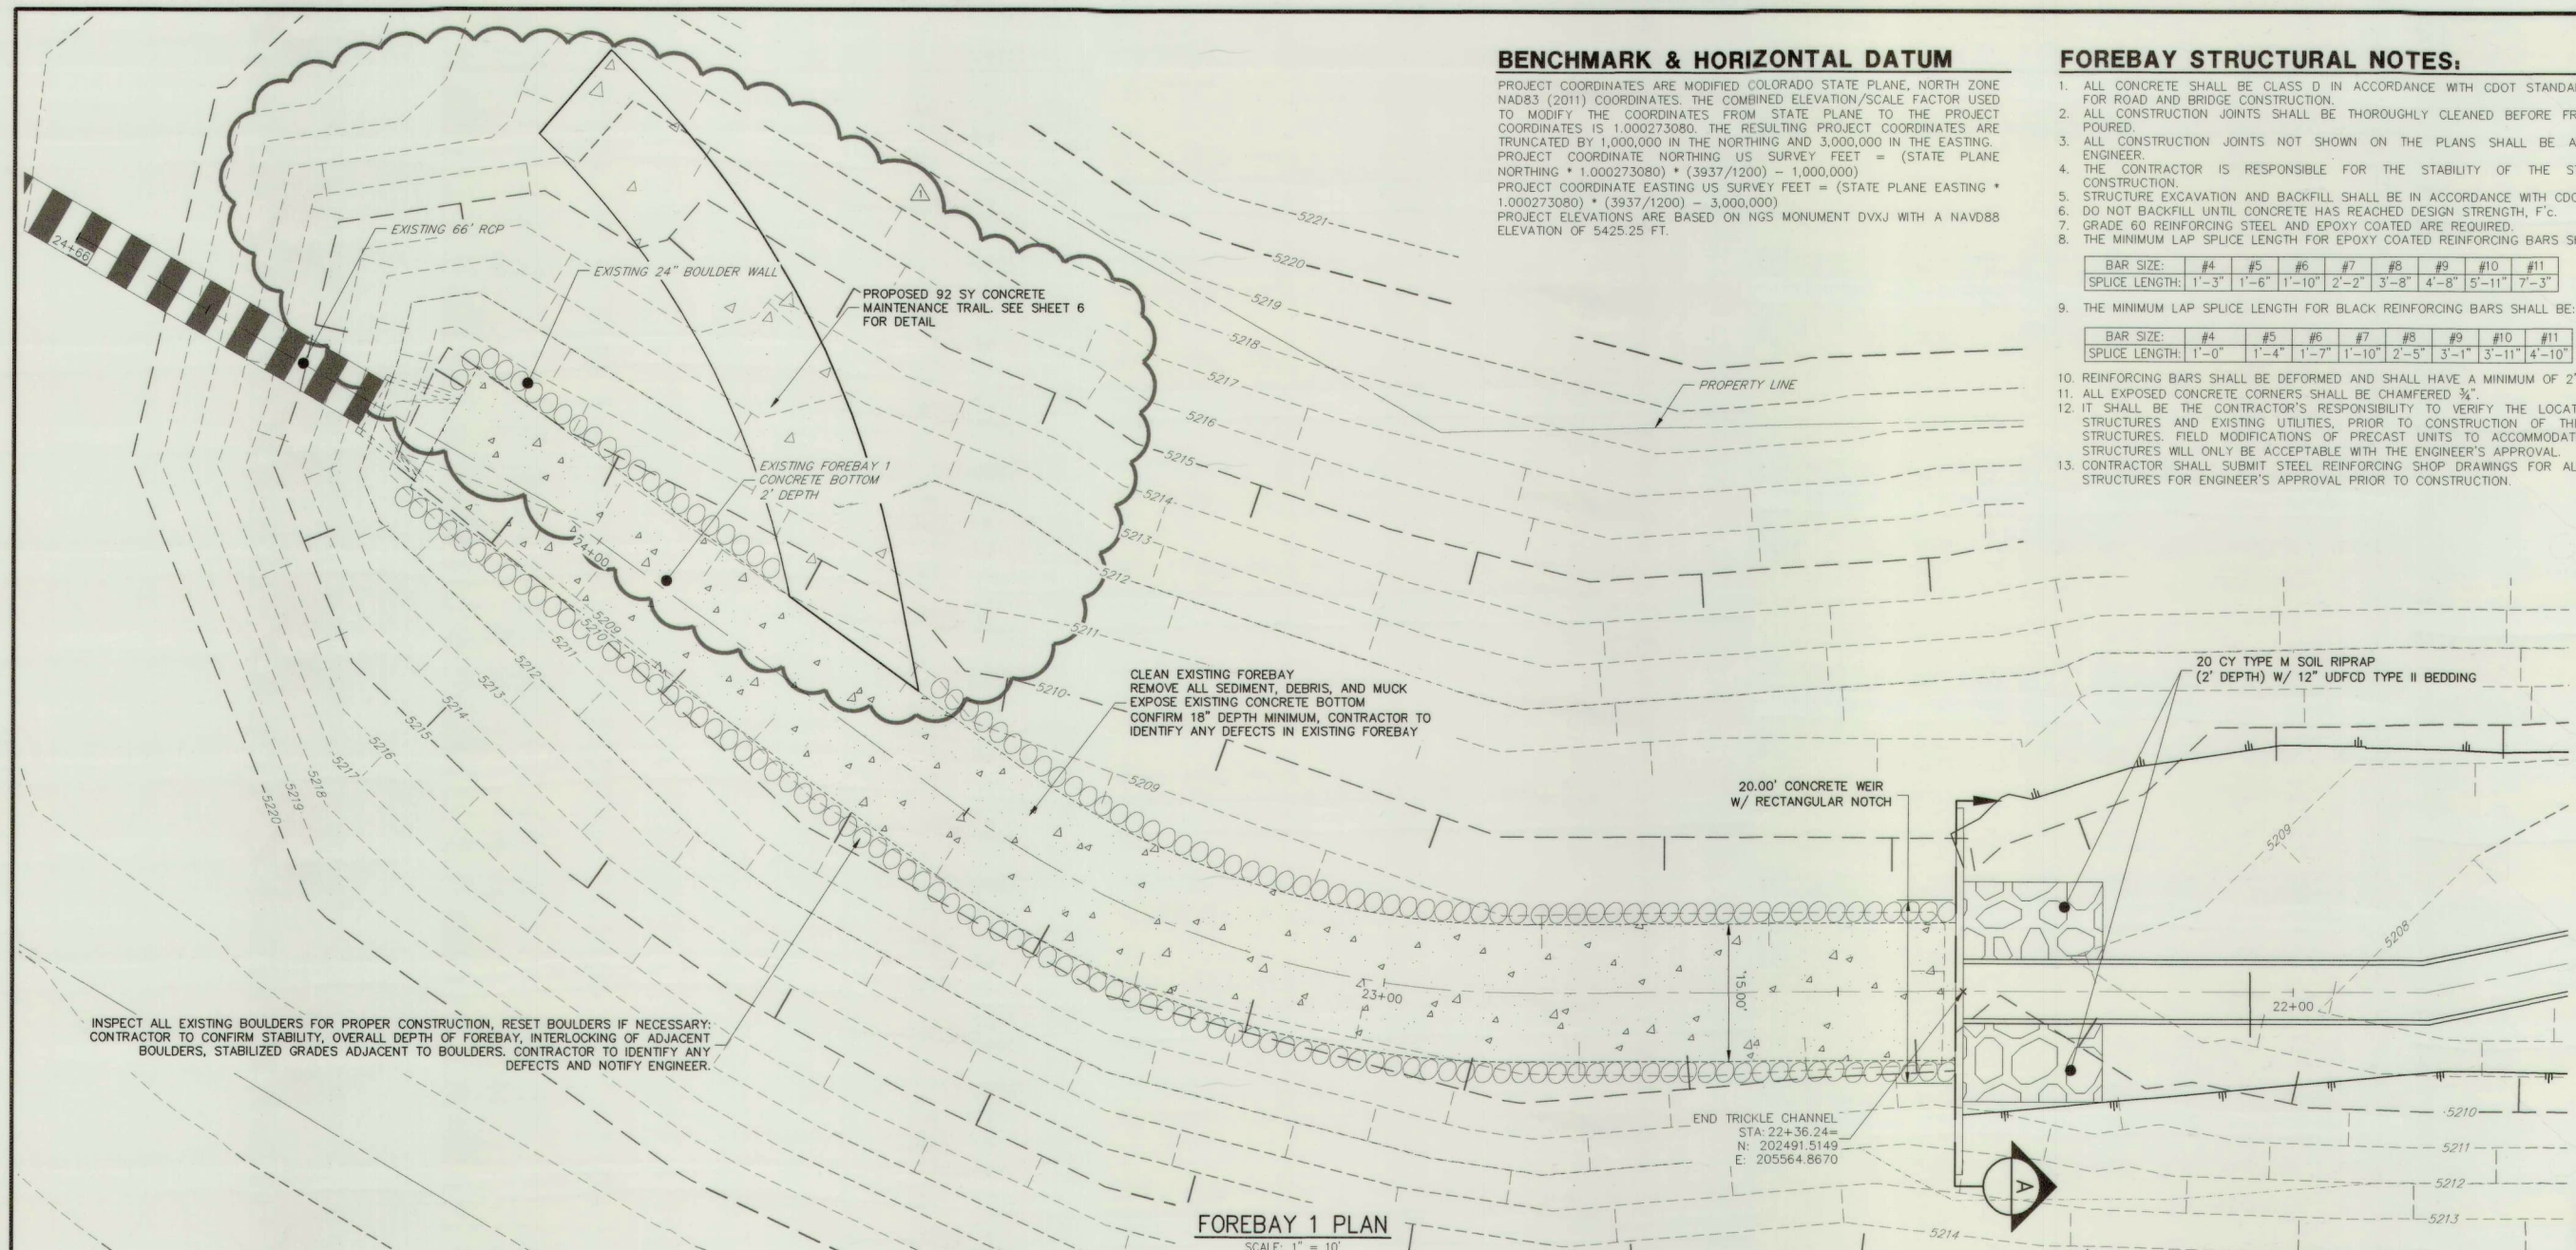 BENCHMARK & HORIZONTAL DATUM
PROJECT COORDINATES ARE MODIFIED COLORADO STATE PLANE, NORTH ZONE
NAD83 (2011) COORDINATES. THE COMBINED ELEVATION/SCALE FACTOR USED
TO MODIFY THE COORDINATES FROM STATE PLANE TO THE PROJECT
COORDINATES IS 1.000273080. THE RESULTING PROJECT COORDINATES ARE
TRUNCATED BY 1,000,000 IN THE NORTHING AND 3,000,000 IN THE EASTING.
PROJECT COORDINATE NORTHING US SURVEY FEET = (STATE PLANE
NORTHING * 1.000273080) * (3937/1200) – 1,000,000)
PROJECT COORDINATE EASTING US SURVEY FEET = (STATE PLANE EASTING *
1.000273080) * (3937/1200) – 3,000,000)
PROJECT ELEVATIONS ARE BASED ON NGS MONUMENT DVXJ WITH A NAVD88
ELEVATION OF 5425.25 FT.
FOREBAY STRUCTURAL NOTES:
1. ALL CONCRETE SHALL BE CLASS D IN ACCORDANCE WITH CDOT STANDA
FOR ROAD AND BRIDGE CONSTRUCTION.
2. ALL CONSTRUCTION JOINTS SHALL BE THOROUGHLY CLEANED BEFORE FR
POURED.
3. ALL CONSTRUCTION JOINTS NOT SHOWN ON THE PLANS SHALL BE A
ENGINEER.
4. THE CONTRACTOR IS RESPONSIBLE FOR THE STABILITY OF THE ST
CONSTRUCTION.
5. STRUCTURE EXCAVATION AND BACKFILL SHALL BE IN ACCORDANCE WITH CDO
6. DO NOT BACKFILL UNTIL CONCRETE HAS REACHED DESIGN STRENGTH, F'c.
7. GRADE 60 REINFORCING STEEL AND EPOXY COATED ARE REQUIRED.
8. THE MINIMUM LAP SPLICE LENGTH FOR EPOXY COATED REINFORCING BARS S
BAR SIZE: #4 #5 #6 #7 #8 #9 #10 #11
SPLICE LENGTH: 1'–3" 1'–6" 1'–10" 2'–2" 3'–8" 4'–8" 5'–11" 7'–3"
9. THE MINIMUM LAP SPLICE LENGTH FOR BLACK REINFORCING BARS SHALL BE:
BAR SIZE: #4 #5 #6 #7 #8 #9 #10 #11
SPLICE LENGTH: 1'–0" 1'–4" 1'–7" 1'–10" 2'–5" 3'–1" 3'–11" 4'–10"
10. REINFORCING BARS SHALL BE DEFORMED AND SHALL HAVE A MINIMUM OF 2"
11. ALL EXPOSED CONCRETE CORNERS SHALL BE CHAMFERED ¾".
12. IT SHALL BE THE CONTRACTOR'S RESPONSIBILITY TO VERIFY THE LOCAT
STRUCTURES AND EXISTING UTILITIES, PRIOR TO CONSTRUCTION OF THE
STRUCTURES. FIELD MODIFICATIONS OF PRECAST UNITS TO ACCOMMODAT
STRUCTURES WILL ONLY BE ACCEPTABLE WITH THE ENGINEER'S APPROVAL.
13. CONTRACTOR SHALL SUBMIT STEEL REINFORCING SHOP DRAWINGS FOR AL
STRUCTURES FOR ENGINEER'S APPROVAL PRIOR TO CONSTRUCTION.
24+66
EXISTING 66' RCP
EXISTING 24" BOULDER WALL
PROPOSED 92 SY CONCRETE
MAINTENANCE TRAIL. SEE SHEET 6
FOR DETAIL
1
EXISTING FOREBAY 1
CONCRETE BOTTOM
2' DEPTH
PROPERTY LINE
5221
5220
5219
5218
5217
5216
5215
5214
5213
5212
5211
5210
5209
24+00
5209
5210
5211
5212
5213
5214
5215
5216
5217
5218
5219
5220
CLEAN EXISTING FOREBAY
REMOVE ALL SEDIMENT, DEBRIS, AND MUCK
EXPOSE EXISTING CONCRETE BOTTOM
CONFIRM 18" DEPTH MINIMUM, CONTRACTOR TO
IDENTIFY ANY DEFECTS IN EXISTING FOREBAY
20 CY TYPE M SOIL RIPRAP
(2' DEPTH) W/ 12" UDFCD TYPE II BEDDING
20.00' CONCRETE WEIR
W/ RECTANGULAR NOTCH
5209
5208
23+00
15.00'
22+00
INSPECT ALL EXISTING BOULDERS FOR PROPER CONSTRUCTION, RESET BOULDERS IF NECESSARY:
CONTRACTOR TO CONFIRM STABILITY, OVERALL DEPTH OF FOREBAY, INTERLOCKING OF ADJACENT
BOULDERS, STABILIZED GRADES ADJACENT TO BOULDERS. CONTRACTOR TO IDENTIFY ANY
DEFECTS AND NOTIFY ENGINEER.
END TRICKLE CHANNEL
STA: 22+36.24=
N: 202491.5149
E: 205564.8670
A
5210
5211
5212
5213
5214
FOREBAY 1 PLAN
SCALE: 1" = 10'